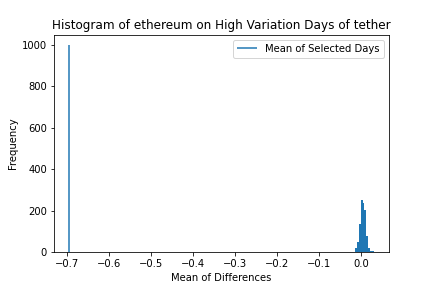 Histogram of ethereum on High Variation Days of tether
Mean of Selected Days
1000
800
600
400
200
0
Frequency
−0.7 −0.6 −0.5 −0.4 −0.3 −0.2 −0.1 0.0
Mean of Differences